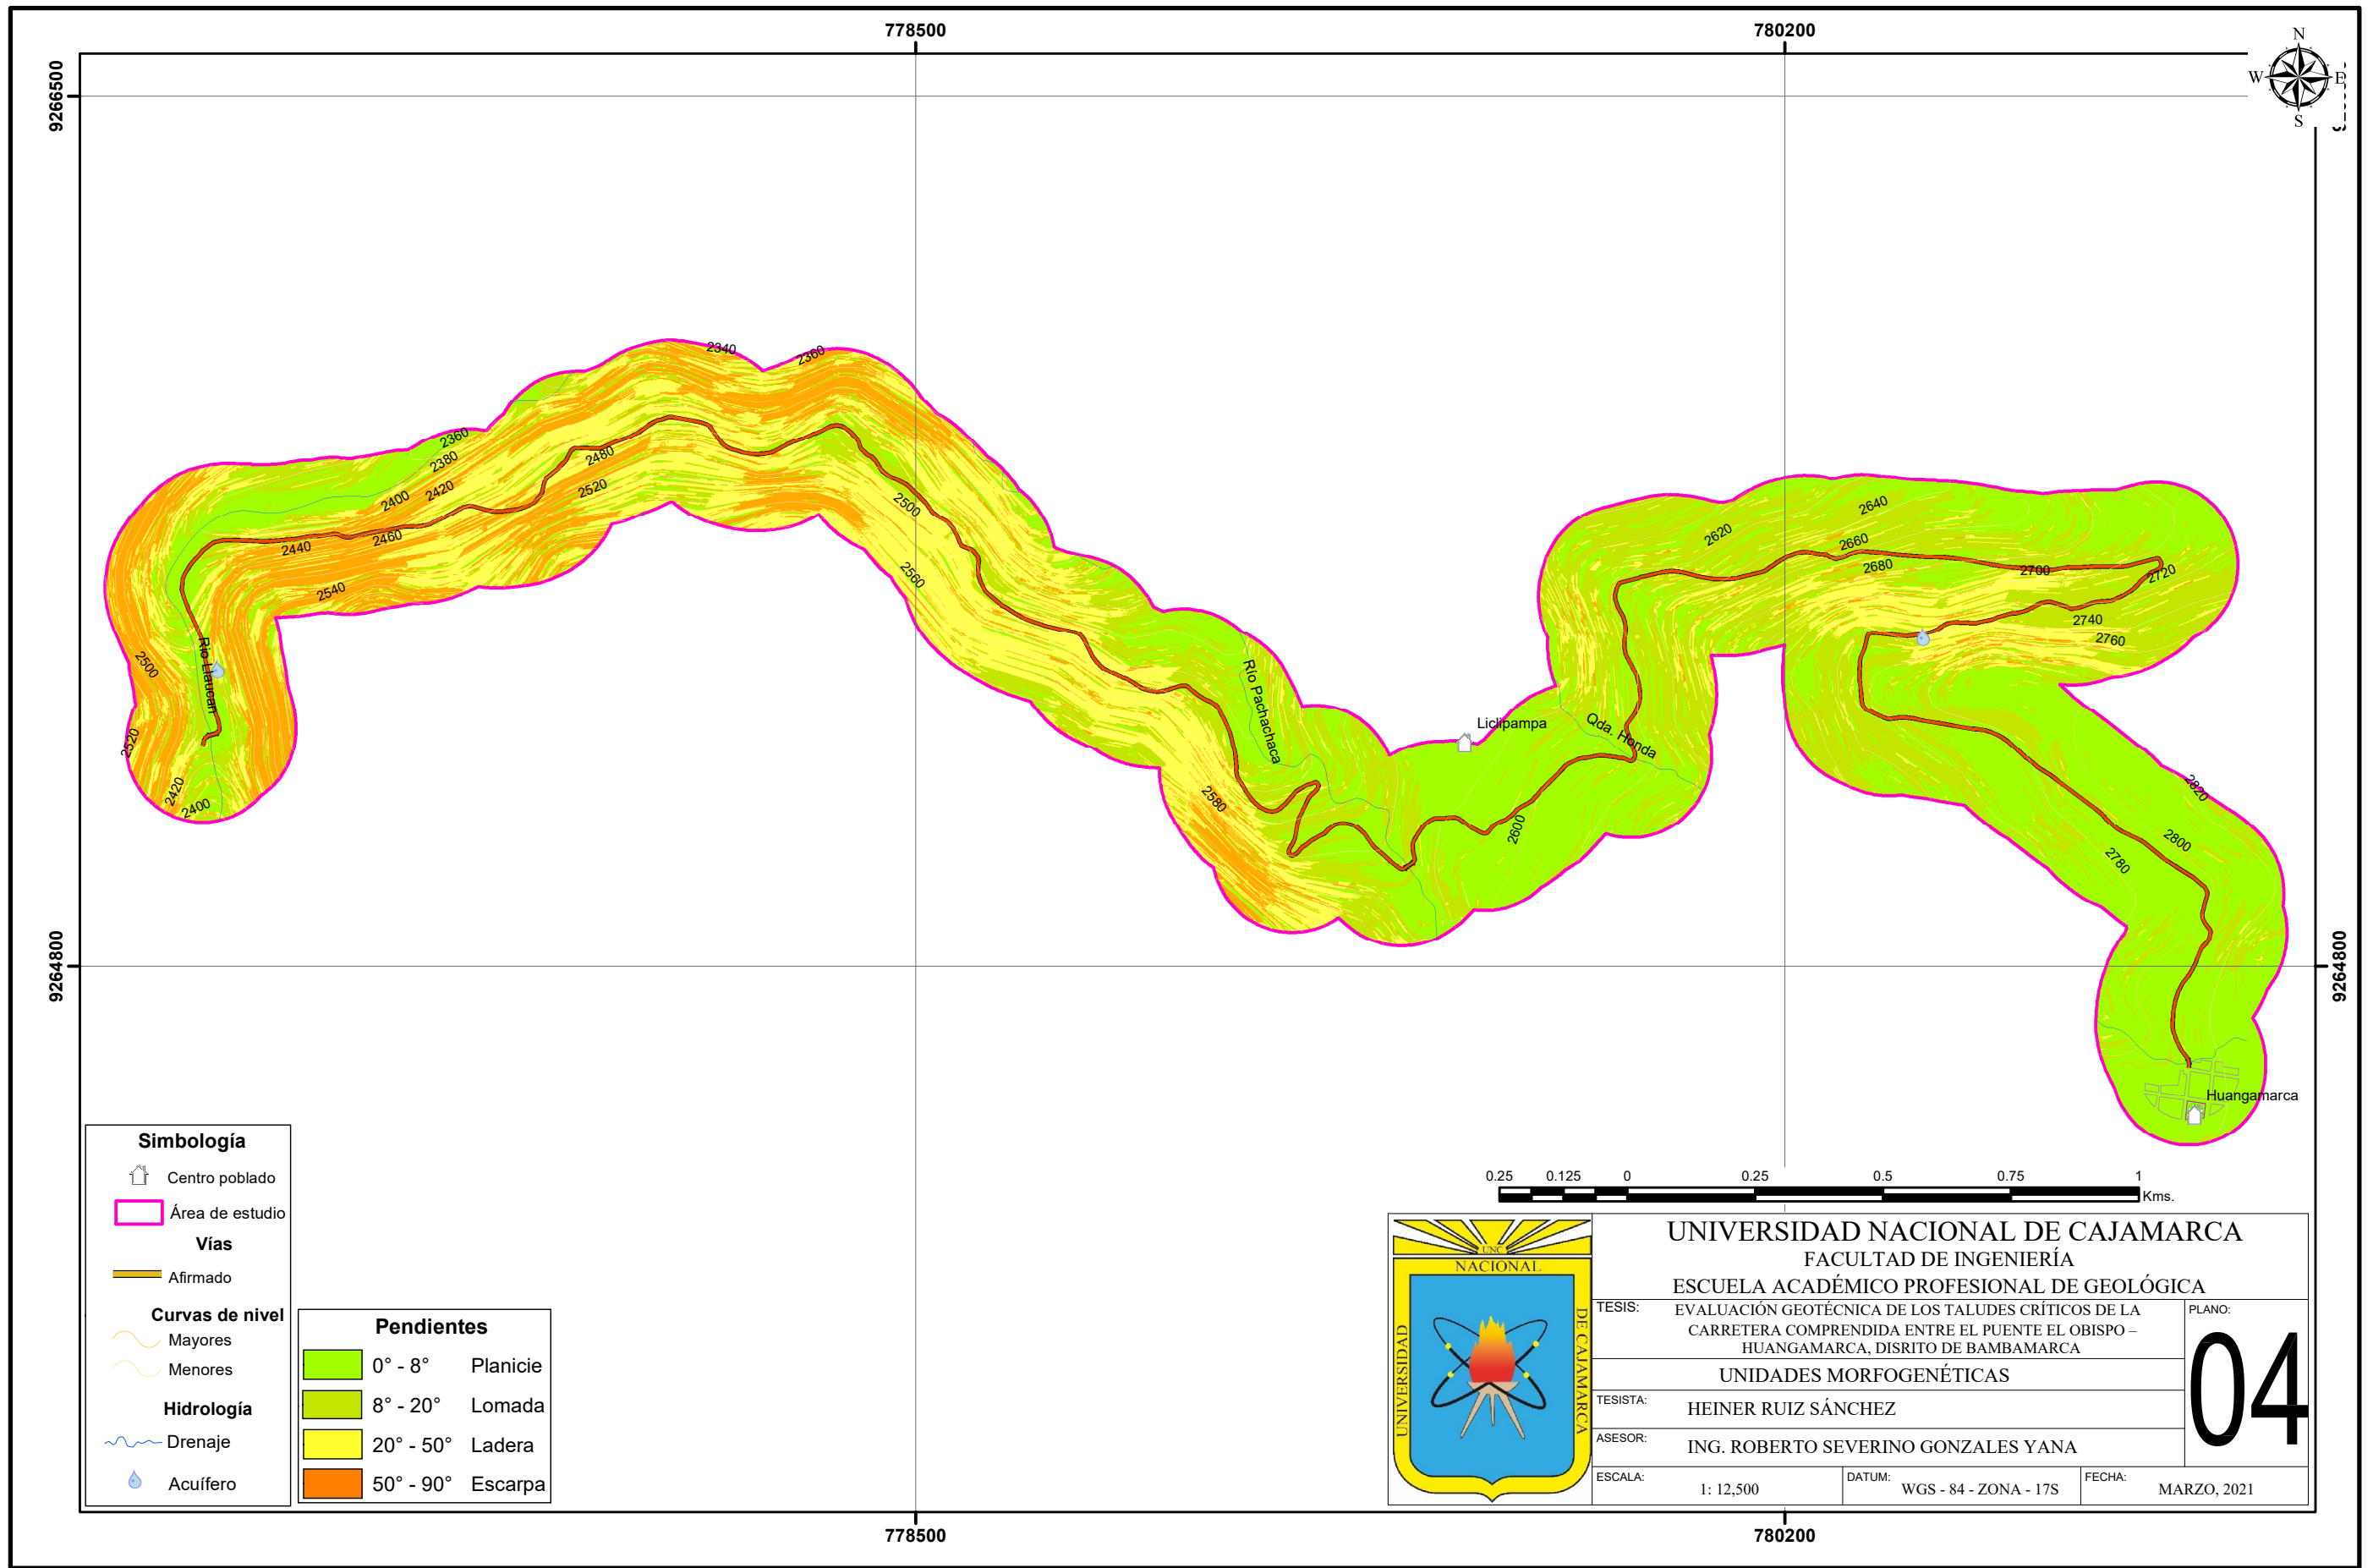 778500
780200
N
W
E
S
9266500
2340
2360
2360
2380
2400
2420
2480
2520
2440
2460
2540
2500
2560
2500
2520
2420
2400
Rio Llaucan
2580
Río Pachachaca
Liclipampa
Qda. Honda
2600
2620
2640
2660
2680
2700
2720
2740
2760
2820
2800
2780
Huangamarca
9264800
9264800
Simbología
Centro poblado
Área de estudio
Vías
Afirmado
Curvas de nivel
Mayores
Menores
Hidrología
Drenaje
Acuífero
Pendientes
0° - 8° Planicie
8° - 20° Lomada
20° - 50° Ladera
50° - 90° Escarpa
0.25 0.125 0 0.25 0.5 0.75 1
Kms.
UNC
NACIONAL
UNIVERSIDAD
DE CAJAMARCA
UNIVERSIDAD NACIONAL DE CAJAMARCA
FACULTAD DE INGENIERÍA
ESCUELA ACADÉMICO PROFESIONAL DE GEOLÓGICA
TESIS: EVALUACIÓN GEOTÉCNICA DE LOS TALUDES CRÍTICOS DE LA
CARRETERA COMPRENDIDA ENTRE EL PUENTE EL OBISPO –
HUANGAMARCA, DISRITO DE BAMBAMARCA
PLANO:
04
UNIDADES MORFOGENÉTICAS
TESISTA: HEINER RUIZ SÁNCHEZ
ASESOR: ING. ROBERTO SEVERINO GONZALES YANA
ESCALA: 1: 12,500
DATUM: WGS - 84 - ZONA - 17S
FECHA: MARZO, 2021
778500
780200